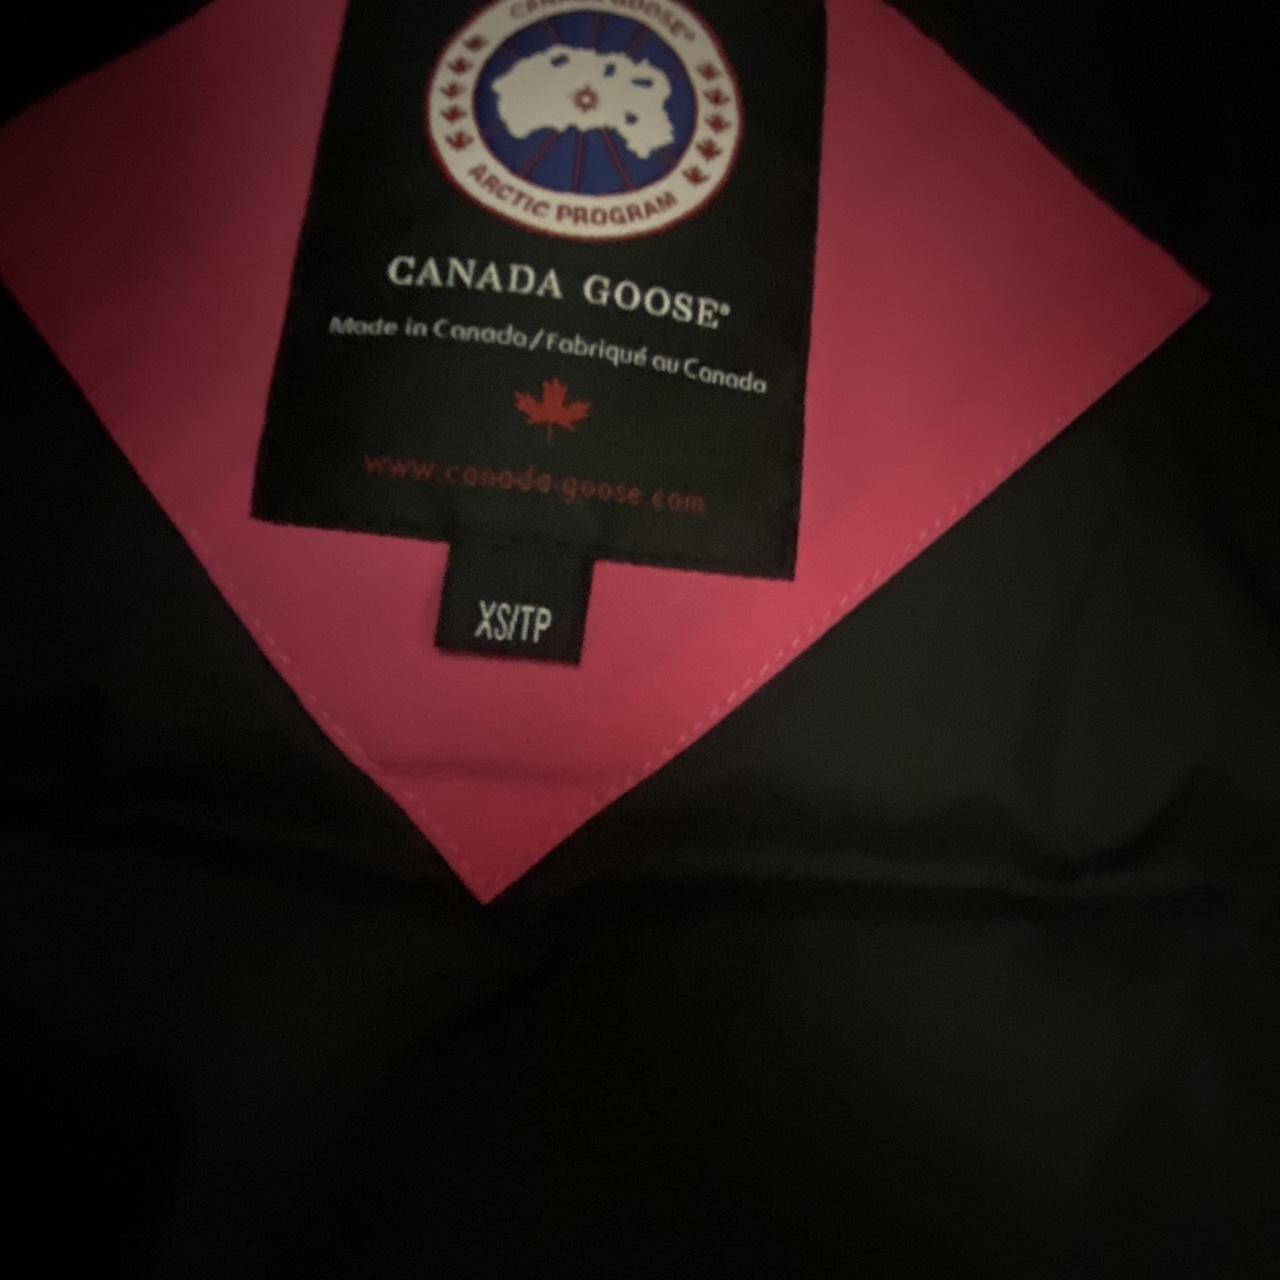 CANADA GOOSE®
ARCTIC PROGRAM
CANADA GOOSE®
Made in Canada/Fabriqué au Canada
www.canada-goose.com
XS/TP